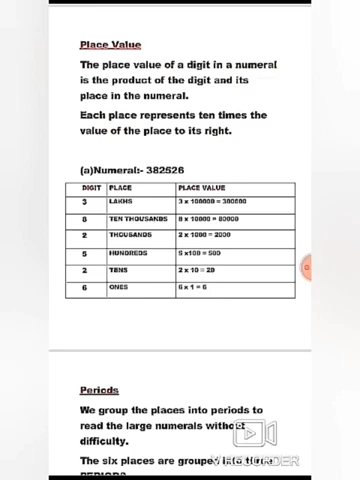 Place Value
The place value of a digit in a numeral
is the product of the digit and its
place in the numeral.
Each place represents ten times the
value of the place to its right.
(a)Numeral:- 382526
DIGIT PLACE PLACE VALUE
3 LAKHS 3 x 100000 = 300000
8 TEN THOUSANDS 8 x 10000 = 80000
2 THOUSANDS 2 x 1000 = 2000
5 HUNDREDS 5 x100 = 500
2 TENS 2 x 10 = 20
6 ONES 6 x 1 = 6
Periods
We group the places into periods to
read the large numerals without
difficulty.
The six places are grouped into three
PERIODS
RECORDER